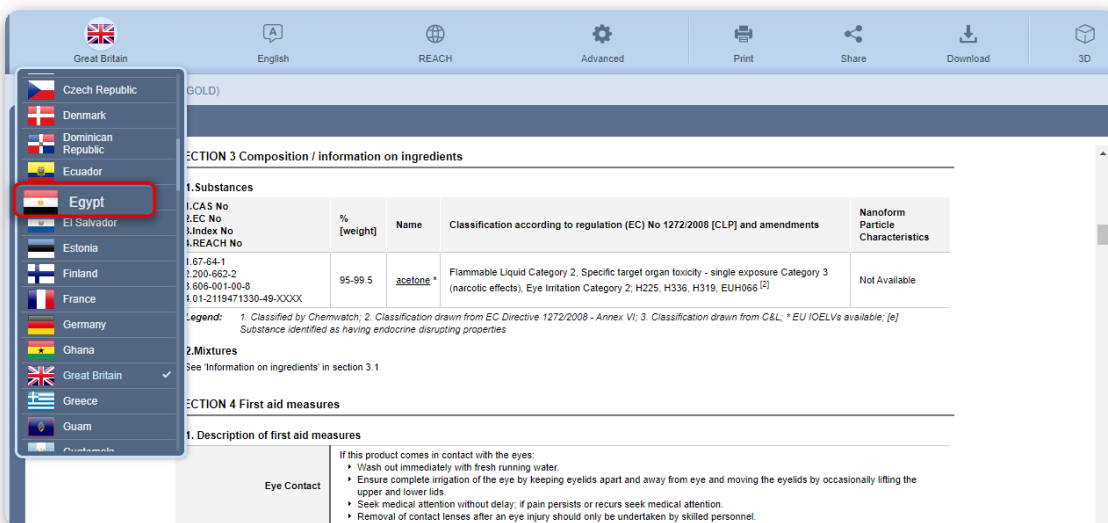 Great Britain
English
REACH
Advanced
Print
Share
Download
3D
GOLD)
Czech Republic
Denmark
Dominican
Republic
Ecuador
Egypt
El Salvador
Estonia
Finland
France
Germany
Ghana
Great Britain
Greece
Guam
Guatemala
ECTION 3 Composition / information on ingredients
1.Substances
1.CAS No
2.EC No
3.Index No
4.REACH No
%
[weight]
Name
Classification according to regulation (EC) No 1272/2008 [CLP] and amendments
Nanoform
Particle
Characteristics
1.67-64-1
2.200-662-2
3.606-001-00-8
4.01-2119471330-49-XXXX
95-99.5
acetone *
Flammable Liquid Category 2, Specific target organ toxicity - single exposure Category 3
(narcotic effects), Eye Irritation Category 2; H225, H336, H319, EUH066 [2]
Not Available
Legend: 1. Classified by Chemwatch; 2. Classification drawn from EC Directive 1272/2008 - Annex VI; 3. Classification drawn from C&L; * EU IOELVs available; [e]
Substance identified as having endocrine disrupting properties
2.Mixtures
See 'Information on ingredients' in section 3.1
ECTION 4 First aid measures
1. Description of first aid measures
Eye Contact
If this product comes in contact with the eyes:
‣ Wash out immediately with fresh running water.
‣ Ensure complete irrigation of the eye by keeping eyelids apart and away from eye and moving the eyelids by occasionally lifting the
upper and lower lids.
‣ Seek medical attention without delay; if pain persists or recurs seek medical attention.
‣ Removal of contact lenses after an eye injury should only be undertaken by skilled personnel.